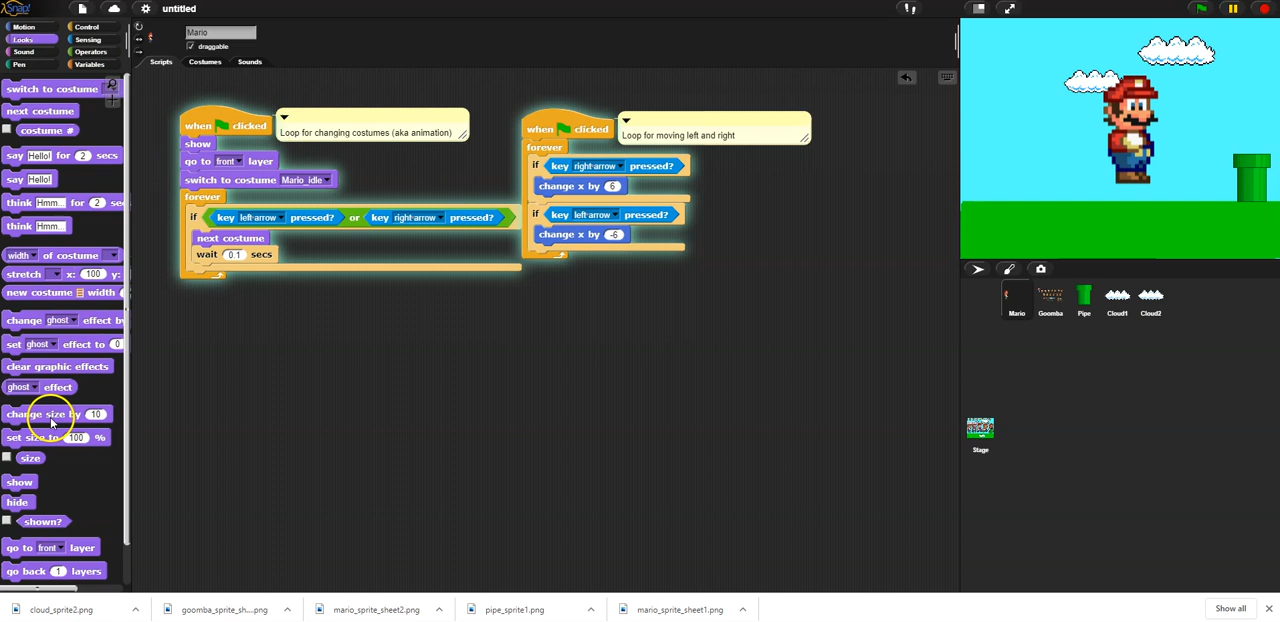 Snap!
untitled
Motion Control
Looks Sensing
Sound Operators
Pen Variables
Mario
draggable
Scripts Costumes Sounds
switch to costume
next costume
costume #
say Hello! for 2 secs
say Hello!
think Hmm... for 2
think Hmm...
width of costume
stretch x: 100 y:
new costume width
change ghost effect by
set ghost effect to 0
clear graphic effects
ghost effect
change size by 10
set size to 100 %
size
show
hide
shown?
go to front layer
go back 1 layers
when clicked
Loop for changing costumes (aka animation)
show
go to front layer
switch to costume Mario_idle
forever
if key left arrow pressed? or key right arrow pressed?
next costume
wait 0.1 secs
when clicked
Loop for moving left and right
forever
if key right arrow pressed?
change x by 6
if key left arrow pressed?
change x by -6
Mario Goomba Pipe Cloud1 Cloud2
Stage
cloud_sprite2.png goomba_sprite_sh....png mario_sprite_sheet2.png pipe_sprite1.png mario_sprite_sheet1.png Show all